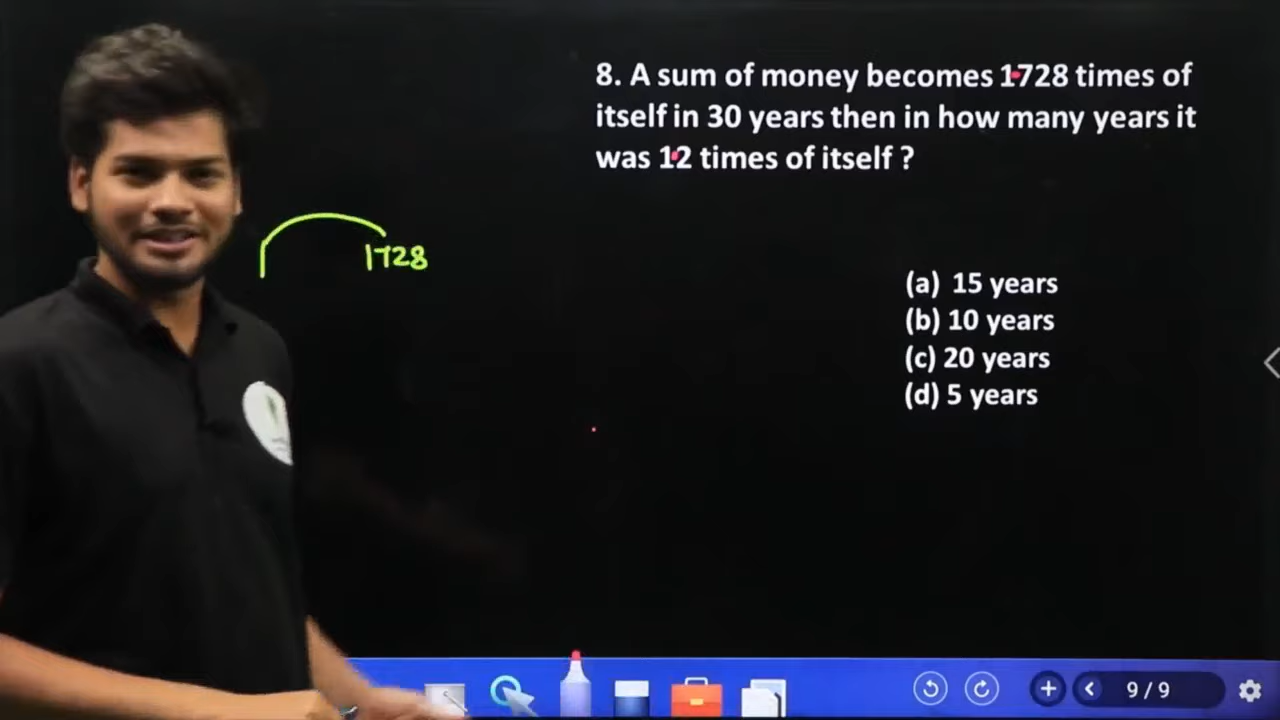 8. A sum of money becomes 1728 times of
itself in 30 years then in how many years it
was 12 times of itself ?
1728
(a) 15 years
(b) 10 years
(c) 20 years
(d) 5 years
9 / 9